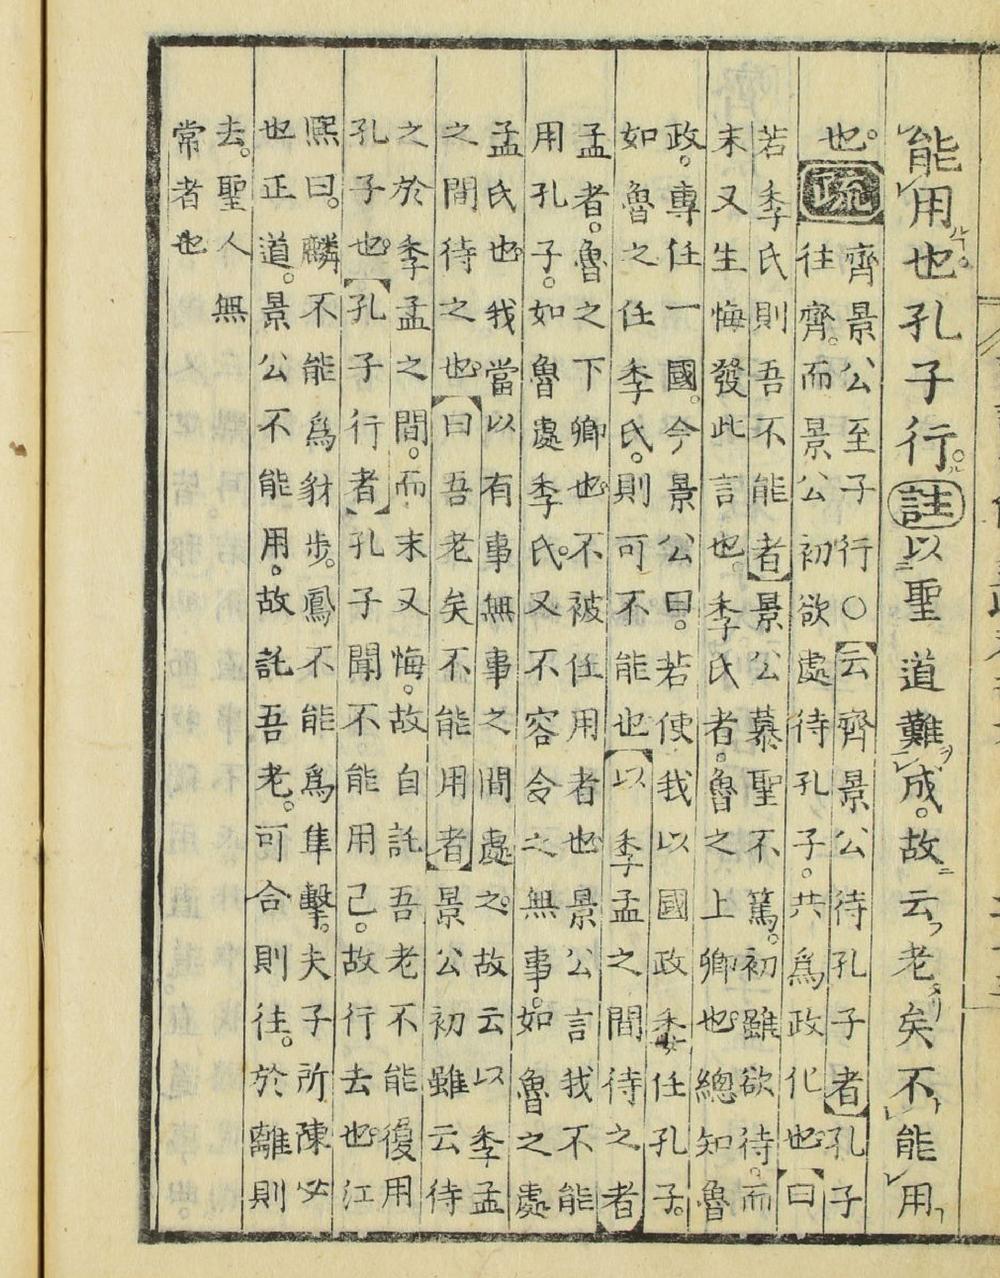 能用也孔子行。註以聖道難成。故云老矣不能用
也。疏
齊景公至子行〇云齊景公待孔子者孔子
往齊。而景公初欲處待孔子。共爲政化也。曰
若季氏則吾不能者景公慕聖不篤。初雖欲待。而
末又生悔發此言也。季氏者。魯之上卿也。總知魯
政。專任一國。今景公曰。若使我以國政委任孔子。
如魯之任季氏。則可不能也以季孟之間待之者
孟者。魯之下卿也。不被任用者也。景公言我不能
用孔子。如魯處季氏。又不容令之無事。如魯之處
孟氏也。我當以有事無事之間處之。故云以季孟
之間待之也。曰吾老矣不能用者景公初雖云待
之於季孟之間。而末又悔。故自託吾老不能復用
孔子也。孔子行者孔子聞不能用己。故行去也。江
熈曰。麟不能爲豺步。鳳不能爲隼擊。夫子所陳必
也正道。景公不能用。故託吾老。可合則往。於離則
去。聖人無
常者也